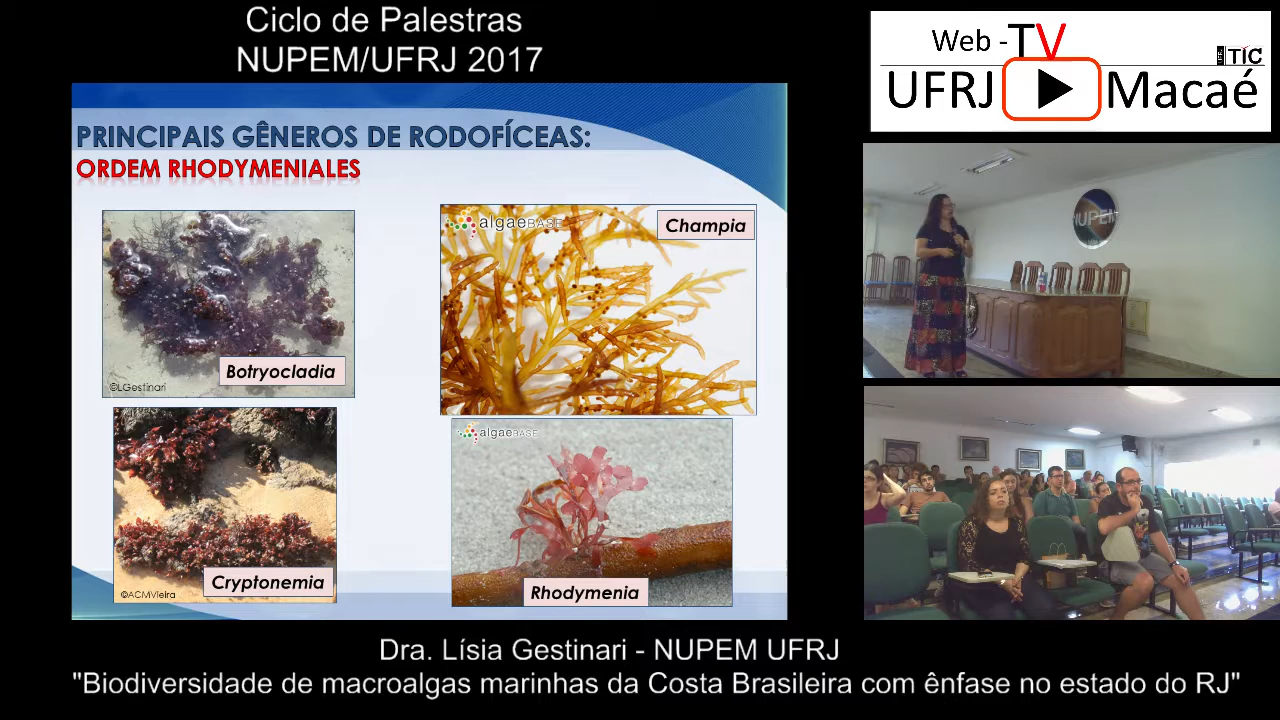 Ciclo de Palestras
NUPEM/UFRJ 2017
Web - TV
TIC
UFRJ Macaé
PRINCIPAIS GÊNEROS DE RODOFÍCEAS:
ORDEM RHODYMENIALES
algaeBASE
Champia
Botryocladia
©LGestinari
algaeBASE
Cryptonemia
©ACMVieira
Rhodymenia
NUPEM
Dra. Lísia Gestinari - NUPEM UFRJ
"Biodiversidade de macroalgas marinhas da Costa Brasileira com ênfase no estado do RJ"